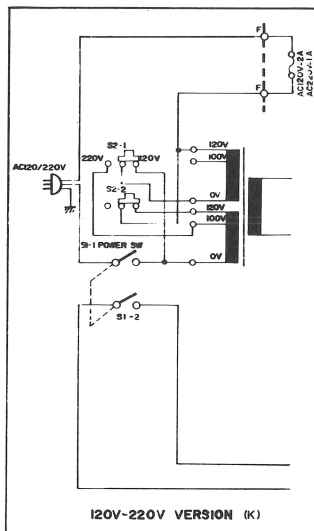 F
F
AC120V-2A
AC220V-1A
S2-1
220V
120V
120V
100V
AC120/220V
S2-2
0V
120V
100V
S1-1 POWER SW
0V
S1-2
120V-220V VERSION (K)